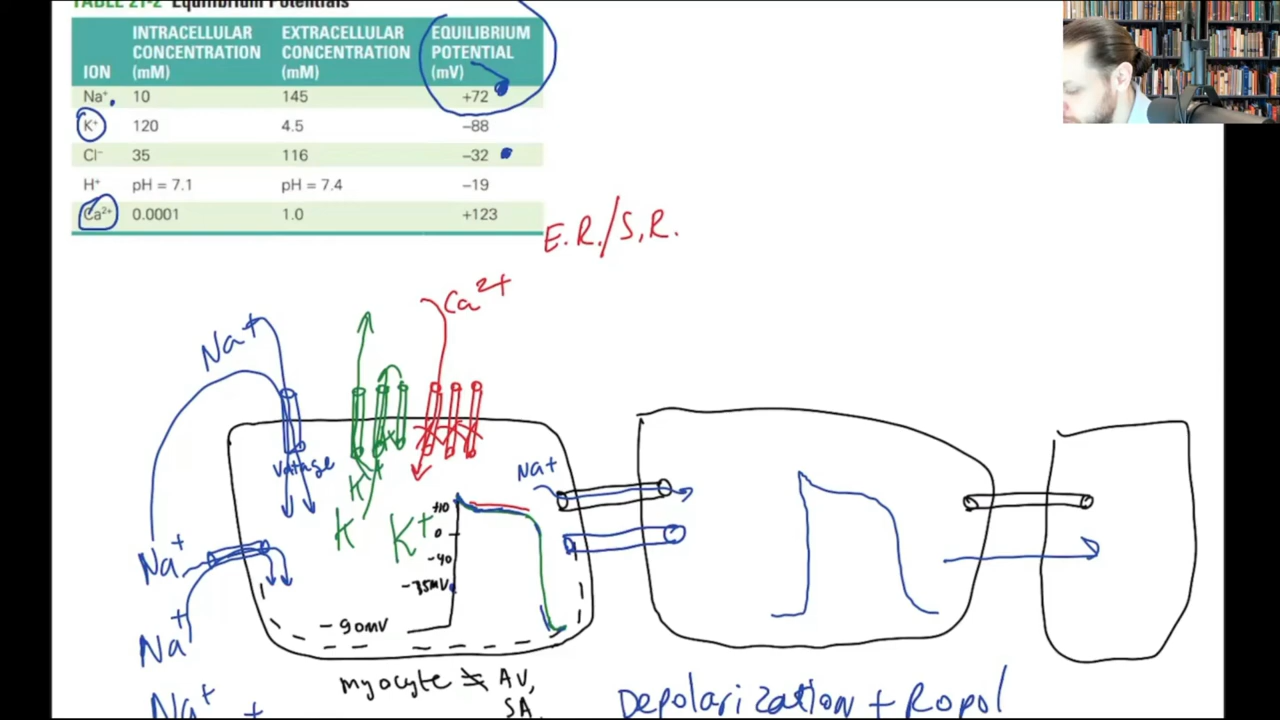 TABLE 21-2 Equilibrium Potentials
ION INTRACELLULAR CONCENTRATION (mM) EXTRACELLULAR CONCENTRATION (mM) EQUILIBRIUM POTENTIAL (mV)
Na⁺ 10 145 +72
K⁺ 120 4.5 −88
Cl⁻ 35 116 −32
H⁺ pH = 7.1 pH = 7.4 −19
Ca²⁺ 0.0001 1.0 +123
E.R./S.R.
Ca²⁺
Na⁺
Voltage
K⁺
Na⁺
K
K⁺
+10
0
-40
-75mV
-90mV
Na⁺
Na⁺
Na⁺ +
myocyte ≠ AV,
SA
Depolarization + Ropol